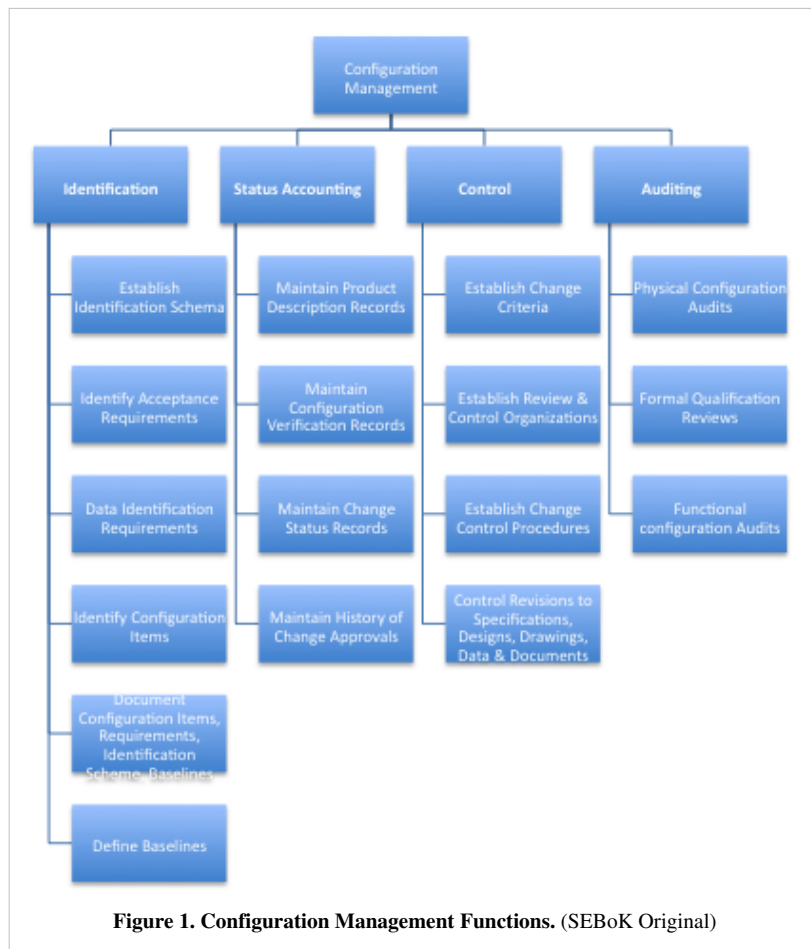 Configuration
Management
Identification
Status Accounting
Control
Auditing
Establish
Identification Schema
Maintain Product
Description Records
Establish Change
Criteria
Physical Configuration
Audits
Identify Acceptance
Requirements
Maintain
Configuration
Verification Records
Establish Review &
Control Organizations
Formal Qualification
Reviews
Data Identification
Requirements
Maintain Change
Status Records
Establish Change
Control Procedures
Functional
configuration Audits
Identify Configuration
Items
Maintain History of
Change Approvals
Control Revisions to
Specifications,
Designs, Drawings,
Data & Documents
Document
Configuration Items,
Requirements,
Identification
Scheme, Baselines
Define Baselines
Figure 1. Configuration Management Functions. (SEBoK Original)